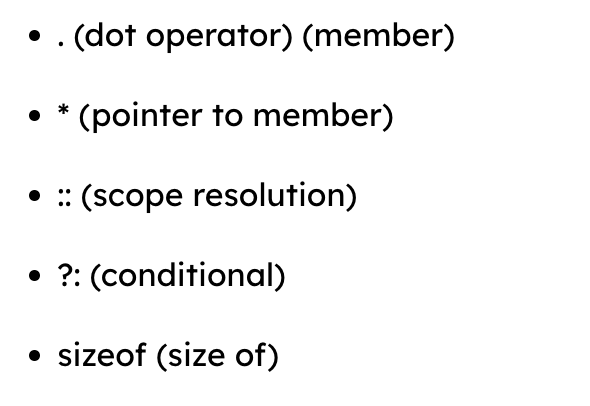 • . (dot operator) (member)
• * (pointer to member)
• :: (scope resolution)
• ?: (conditional)
• sizeof (size of)